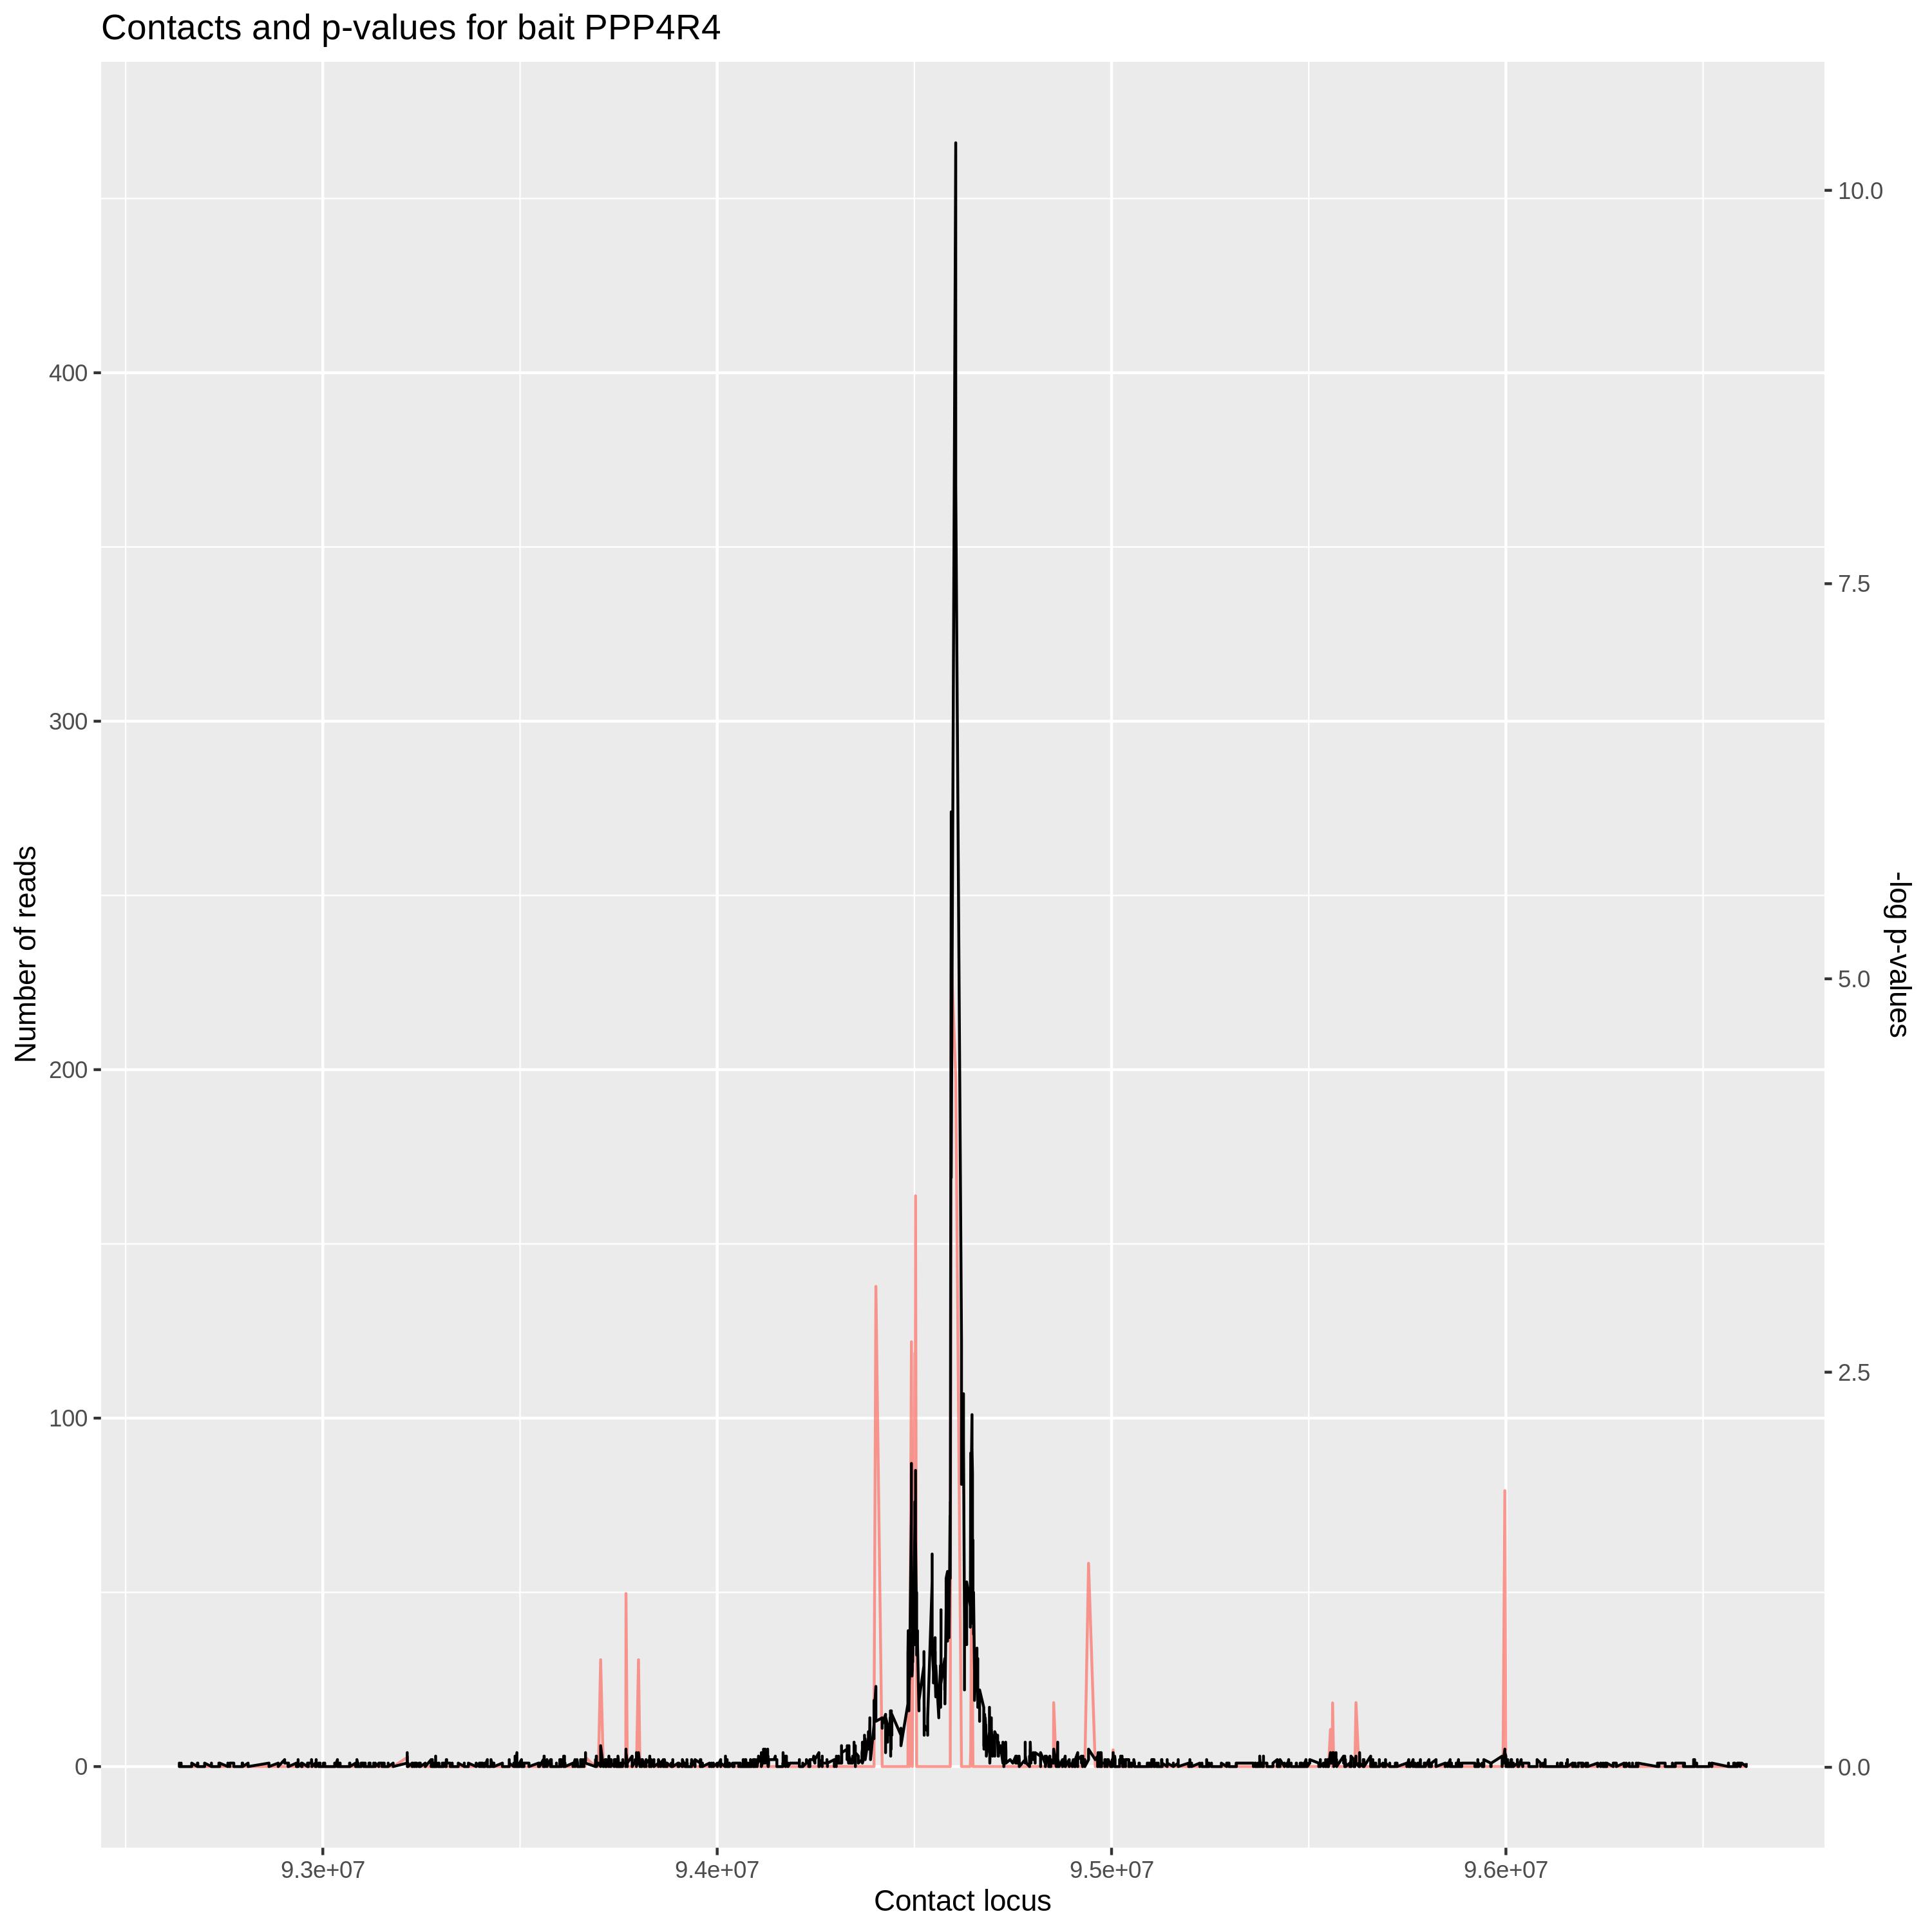 Contacts and p-values for bait PPP4R4
10.0
400
7.5
300
Number of reads
-log p-values
5.0
200
2.5
100
0
0.0
9.3e+07
9.4e+07
9.5e+07
9.6e+07
Contact locus